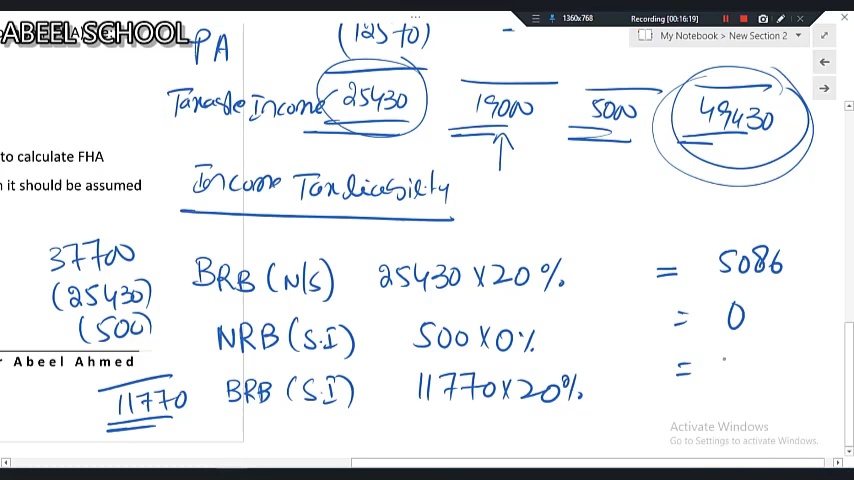 1360x768
Recording [00:16:19]
ABEEL SCHOOL
My Notebook > New Section 2
PA (12570) -
Taxable Income 25430 19000 5000 49430
to calculate FHA
n it should be assumed
Income Tax liability
37700
(25430)
(500)
11770
BRB (N/S) 25430 x 20% = 5086
NRB (S.I) 500 x 0% = 0
BRB (S.I) 11770 x 20% =
r Abeel Ahmed
Activate Windows
Go to Settings to activate Windows.